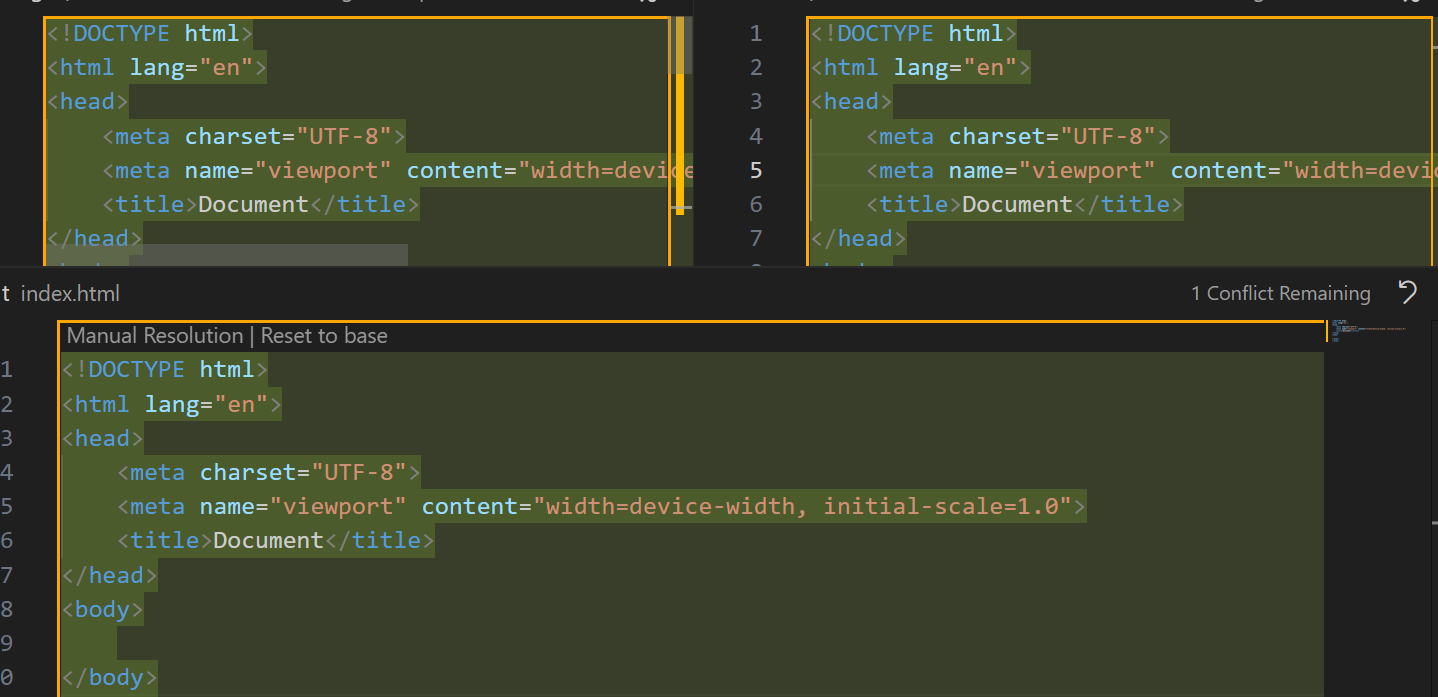 <!DOCTYPE html>
<html lang="en">
<head>
<meta charset="UTF-8">
<meta name="viewport" content="width=device
<title>Document</title>
</head>
1 <!DOCTYPE html>
2 <html lang="en">
3 <head>
4 <meta charset="UTF-8">
5 <meta name="viewport" content="width=devic
6 <title>Document</title>
7 </head>
t index.html
1 Conflict Remaining
Manual Resolution | Reset to base
1 <!DOCTYPE html>
2 <html lang="en">
3 <head>
4 <meta charset="UTF-8">
5 <meta name="viewport" content="width=device-width, initial-scale=1.0">
6 <title>Document</title>
7 </head>
8 <body>
9
0 </body>